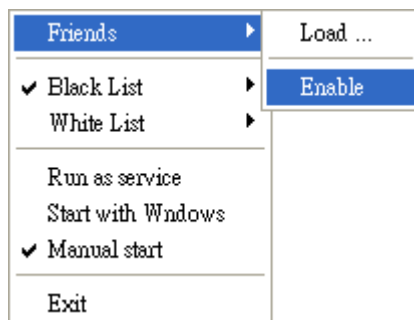 Friends
Load ...
Enable
Black List
White List
Run as service
Start with Wndows
Manual start
Exit